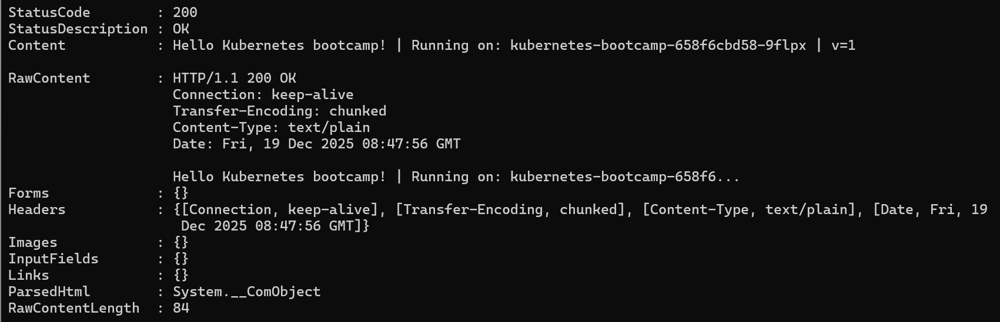 StatusCode        : 200
StatusDescription : OK
Content           : Hello Kubernetes bootcamp! | Running on: kubernetes-bootcamp-658f6cbd58-9flpx | v=1

RawContent        : HTTP/1.1 200 OK
                    Connection: keep-alive
                    Transfer-Encoding: chunked
                    Content-Type: text/plain
                    Date: Fri, 19 Dec 2025 08:47:56 GMT

                    Hello Kubernetes bootcamp! | Running on: kubernetes-bootcamp-658f6...
Forms             : {}
Headers           : {[Connection, keep-alive], [Transfer-Encoding, chunked], [Content-Type, text/plain], [Date, Fri, 19
                     Dec 2025 08:47:56 GMT]}
Images            : {}
InputFields       : {}
Links             : {}
ParsedHtml        : System.__ComObject
RawContentLength  : 84